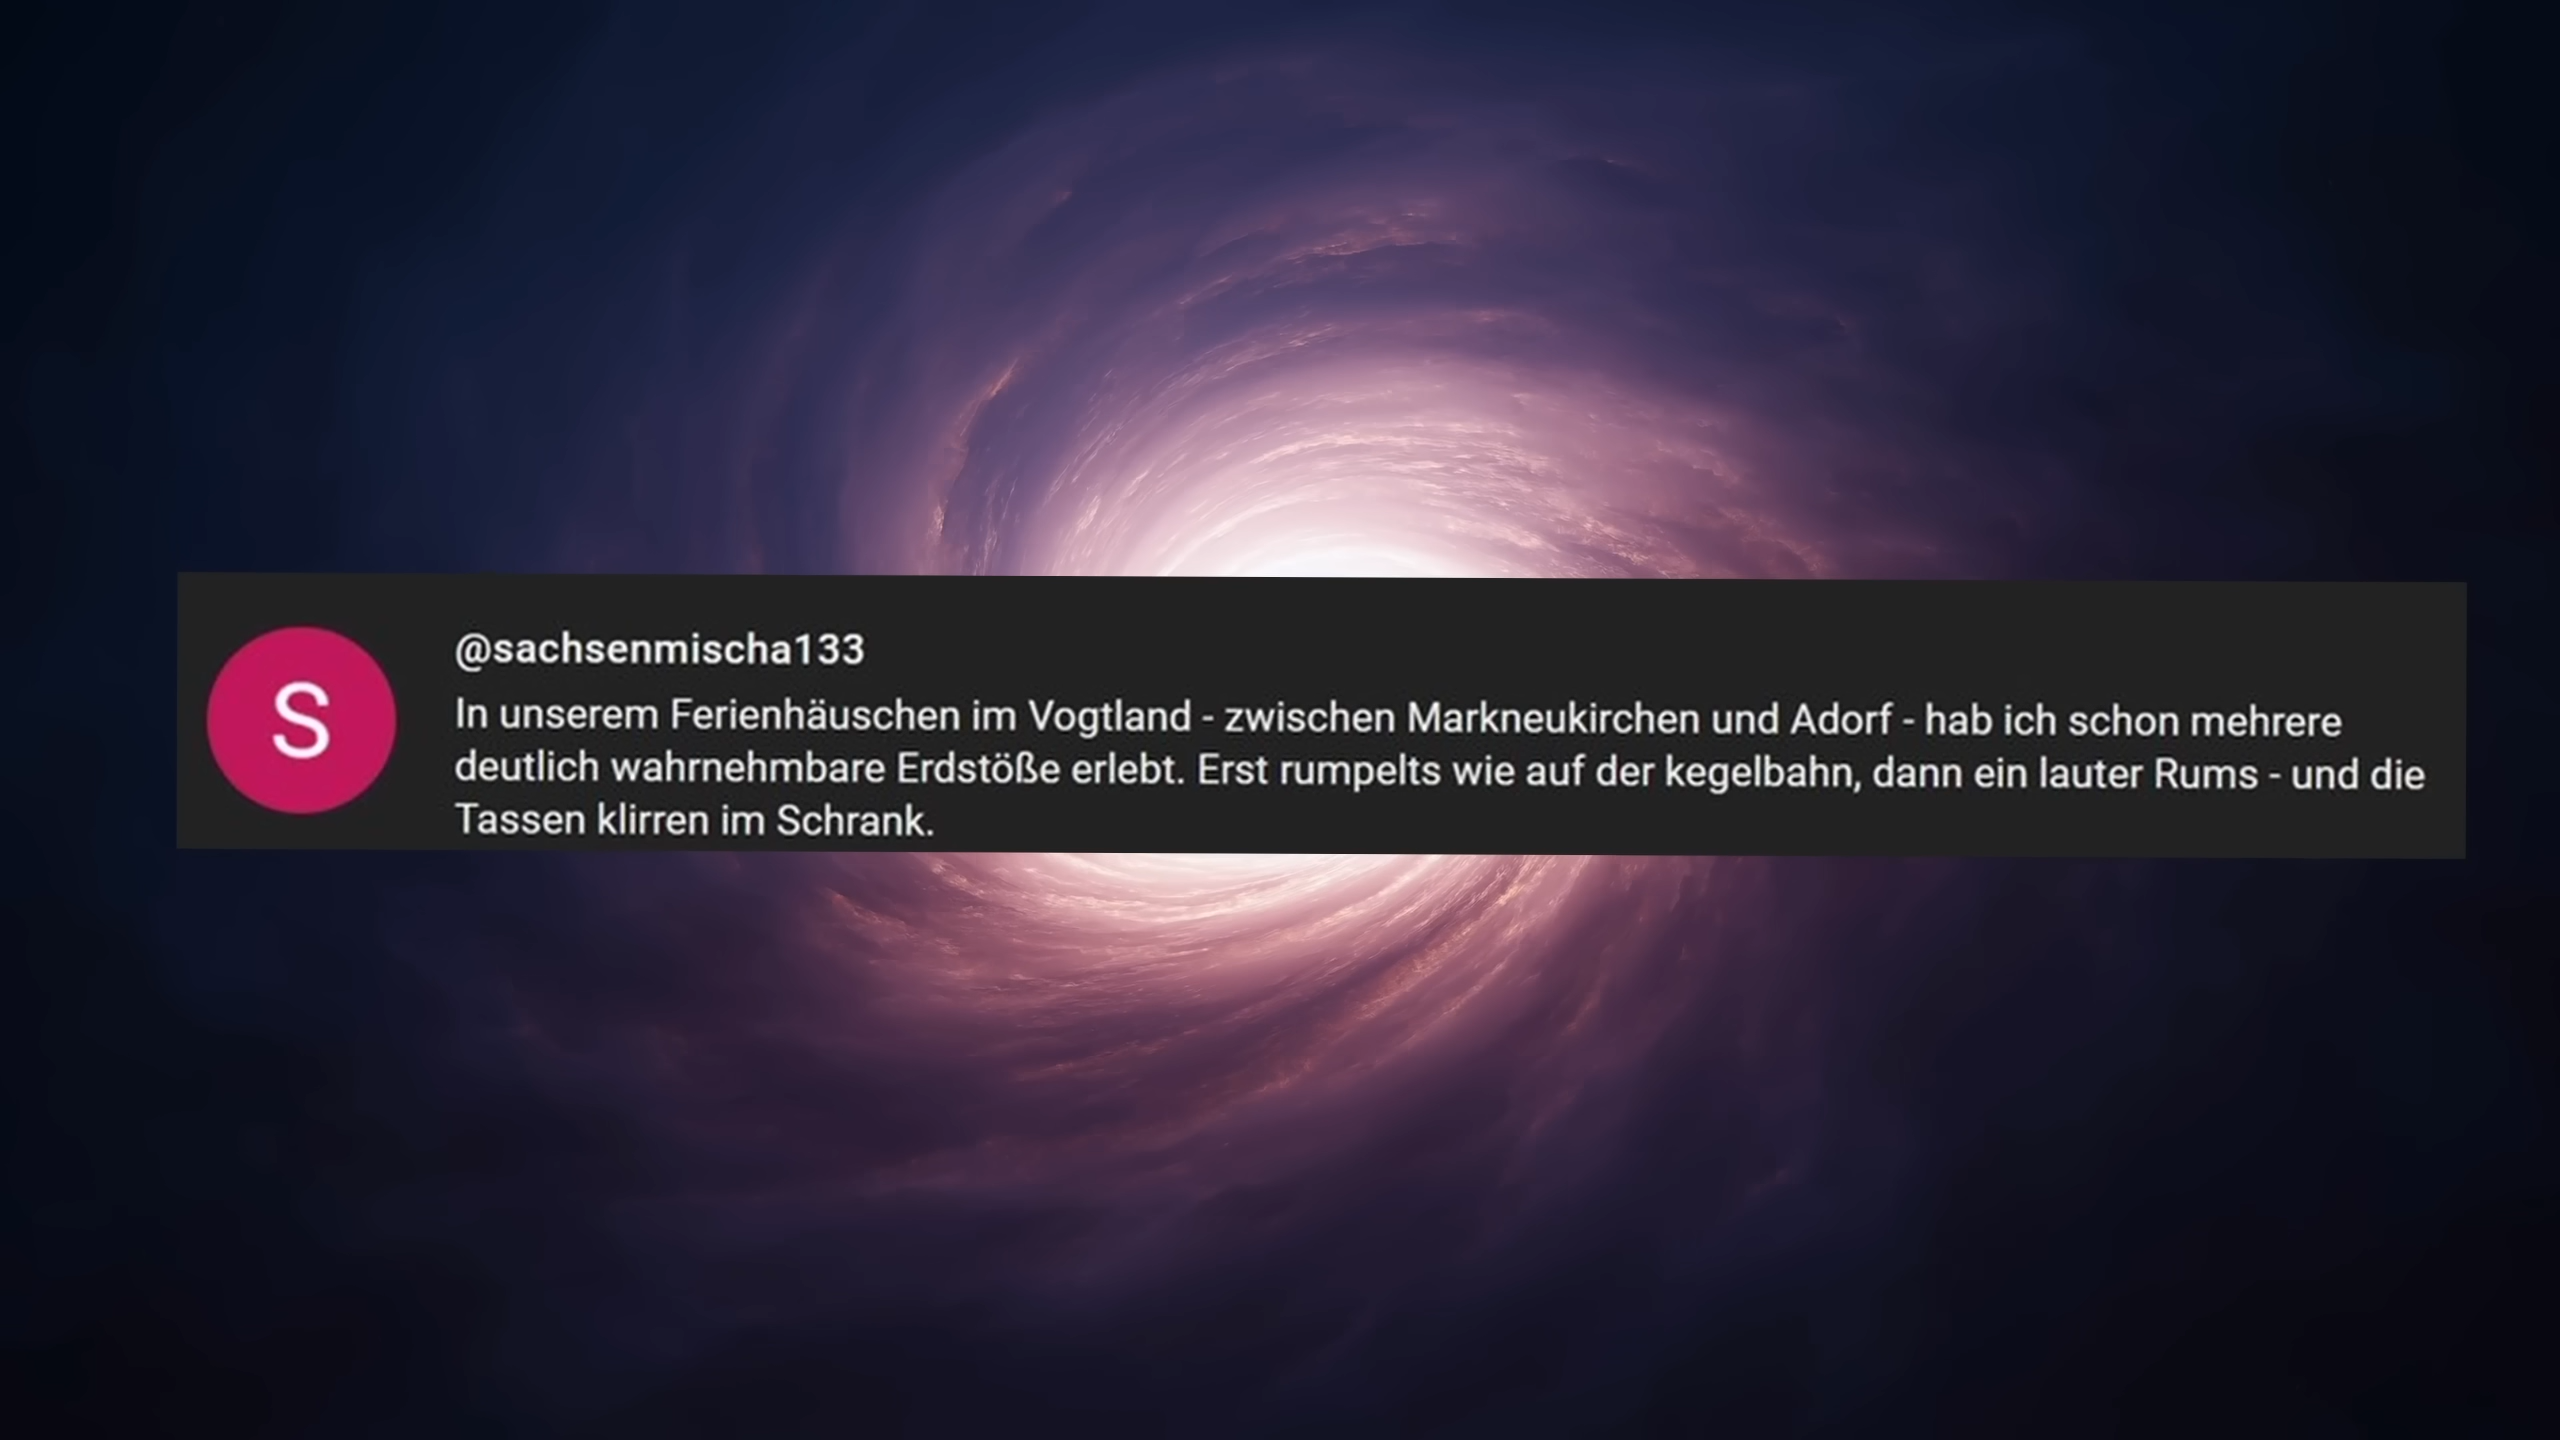 S
@sachsenmischa133
In unserem Ferienhäuschen im Vogtland - zwischen Markneukirchen und Adorf - hab ich schon mehrere
deutlich wahrnehmbare Erdstöße erlebt. Erst rumpelts wie auf der kegelbahn, dann ein lauter Rums - und die
Tassen klirren im Schrank.